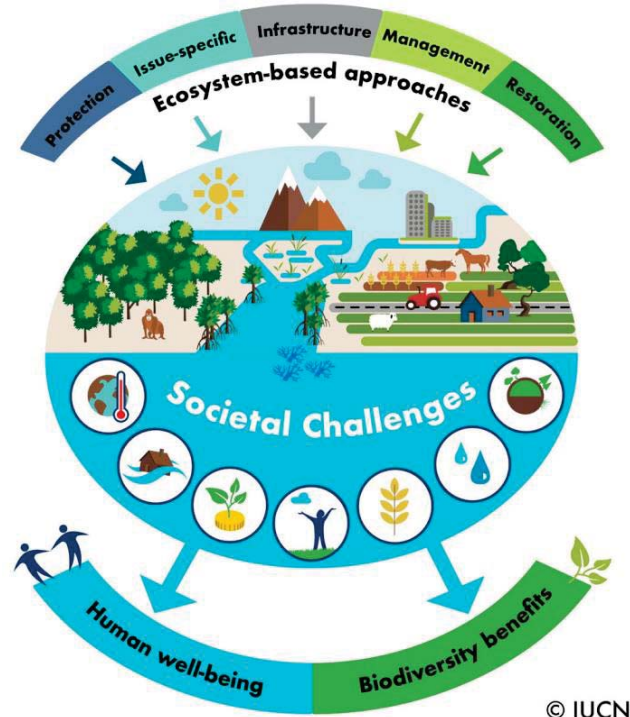 Protection
Issue-specific
Infrastructure
Management
Restoration
Ecosystem-based approaches
Societal Challenges
Human well-being
Biodiversity benefits
© IUCN